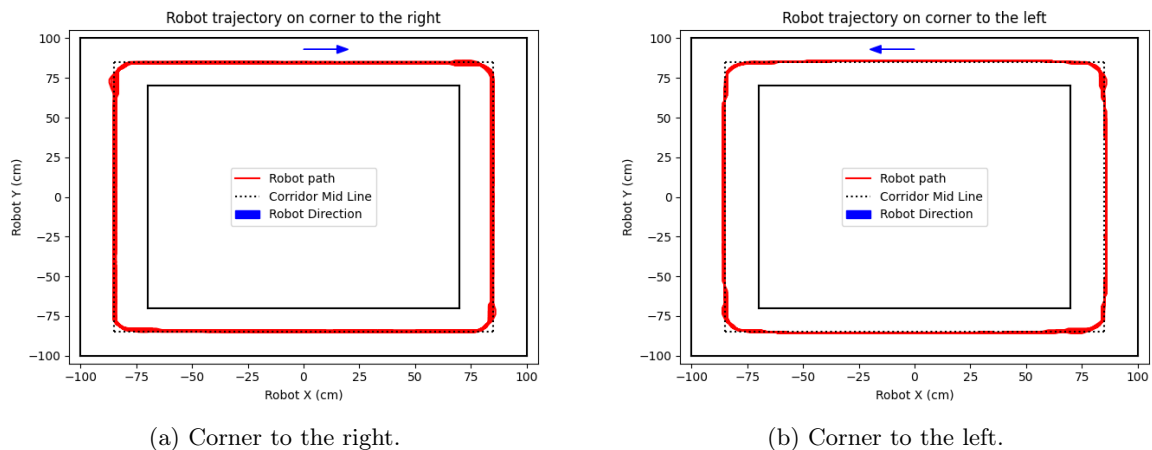 Robot trajectory on corner to the right
100
75
50
25
0
−25
−50
−75
−100
Robot Y (cm)
Robot path
Corridor Mid Line
Robot Direction
−100 −75 −50 −25 0 25 50 75 100
Robot X (cm)
(a) Corner to the right.
Robot trajectory on corner to the left
100
75
50
25
0
−25
−50
−75
−100
Robot Y (cm)
Robot path
Corridor Mid Line
Robot Direction
−100 −75 −50 −25 0 25 50 75 100
Robot X (cm)
(b) Corner to the left.